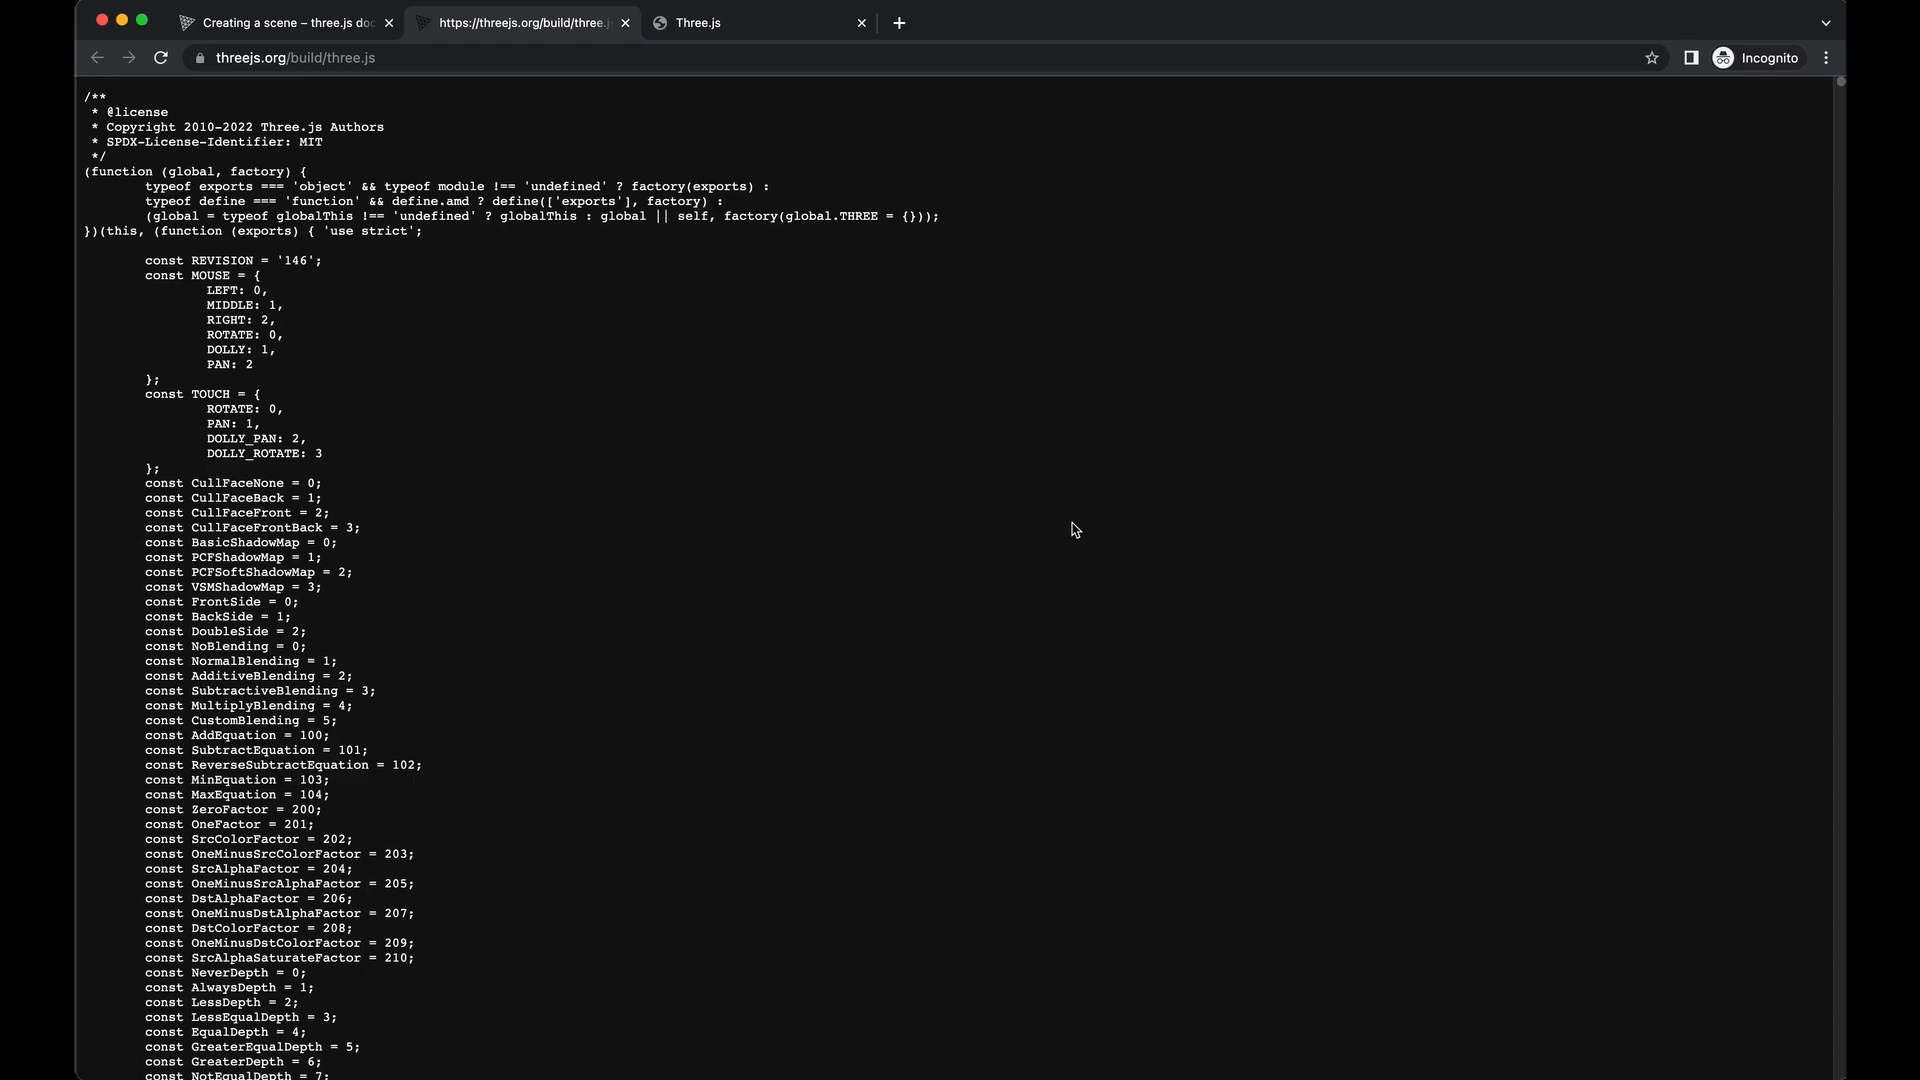 Creating a scene – three.js doc
https://threejs.org/build/three.j
Three.js
threejs.org/build/three.js
Incognito
/**
 * @license
 * Copyright 2010-2022 Three.js Authors
 * SPDX-License-Identifier: MIT
 */
(function (global, factory) {
        typeof exports === 'object' && typeof module !== 'undefined' ? factory(exports) :
        typeof define === 'function' && define.amd ? define(['exports'], factory) :
        (global = typeof globalThis !== 'undefined' ? globalThis : global || self, factory(global.THREE = {}));
})(this, (function (exports) { 'use strict';
        const REVISION = '146';
        const MOUSE = {
                LEFT: 0,
                MIDDLE: 1,
                RIGHT: 2,
                ROTATE: 0,
                DOLLY: 1,
                PAN: 2
        };
        const TOUCH = {
                ROTATE: 0,
                PAN: 1,
                DOLLY_PAN: 2,
                DOLLY_ROTATE: 3
        };
        const CullFaceNone = 0;
        const CullFaceBack = 1;
        const CullFaceFront = 2;
        const CullFaceFrontBack = 3;
        const BasicShadowMap = 0;
        const PCFShadowMap = 1;
        const PCFSoftShadowMap = 2;
        const VSMShadowMap = 3;
        const FrontSide = 0;
        const BackSide = 1;
        const DoubleSide = 2;
        const NoBlending = 0;
        const NormalBlending = 1;
        const AdditiveBlending = 2;
        const SubtractiveBlending = 3;
        const MultiplyBlending = 4;
        const CustomBlending = 5;
        const AddEquation = 100;
        const SubtractEquation = 101;
        const ReverseSubtractEquation = 102;
        const MinEquation = 103;
        const MaxEquation = 104;
        const ZeroFactor = 200;
        const OneFactor = 201;
        const SrcColorFactor = 202;
        const OneMinusSrcColorFactor = 203;
        const SrcAlphaFactor = 204;
        const OneMinusSrcAlphaFactor = 205;
        const DstAlphaFactor = 206;
        const OneMinusDstAlphaFactor = 207;
        const DstColorFactor = 208;
        const OneMinusDstColorFactor = 209;
        const SrcAlphaSaturateFactor = 210;
        const NeverDepth = 0;
        const AlwaysDepth = 1;
        const LessDepth = 2;
        const LessEqualDepth = 3;
        const EqualDepth = 4;
        const GreaterEqualDepth = 5;
        const GreaterDepth = 6;
        const NotEqualDepth = 7;